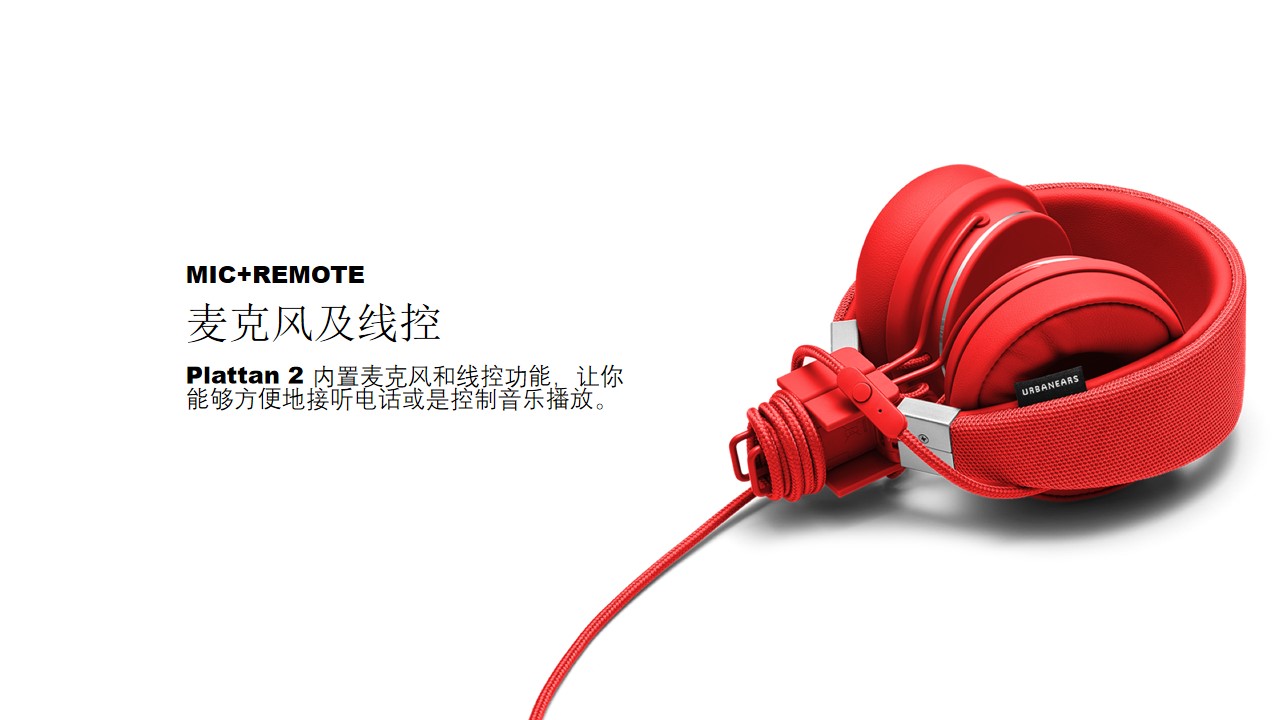 MIC+REMOTE
麦克风及线控
Plattan 2 内置麦克风和线控功能，让你
能够方便地接听电话或是控制音乐播放。
URBANEARS